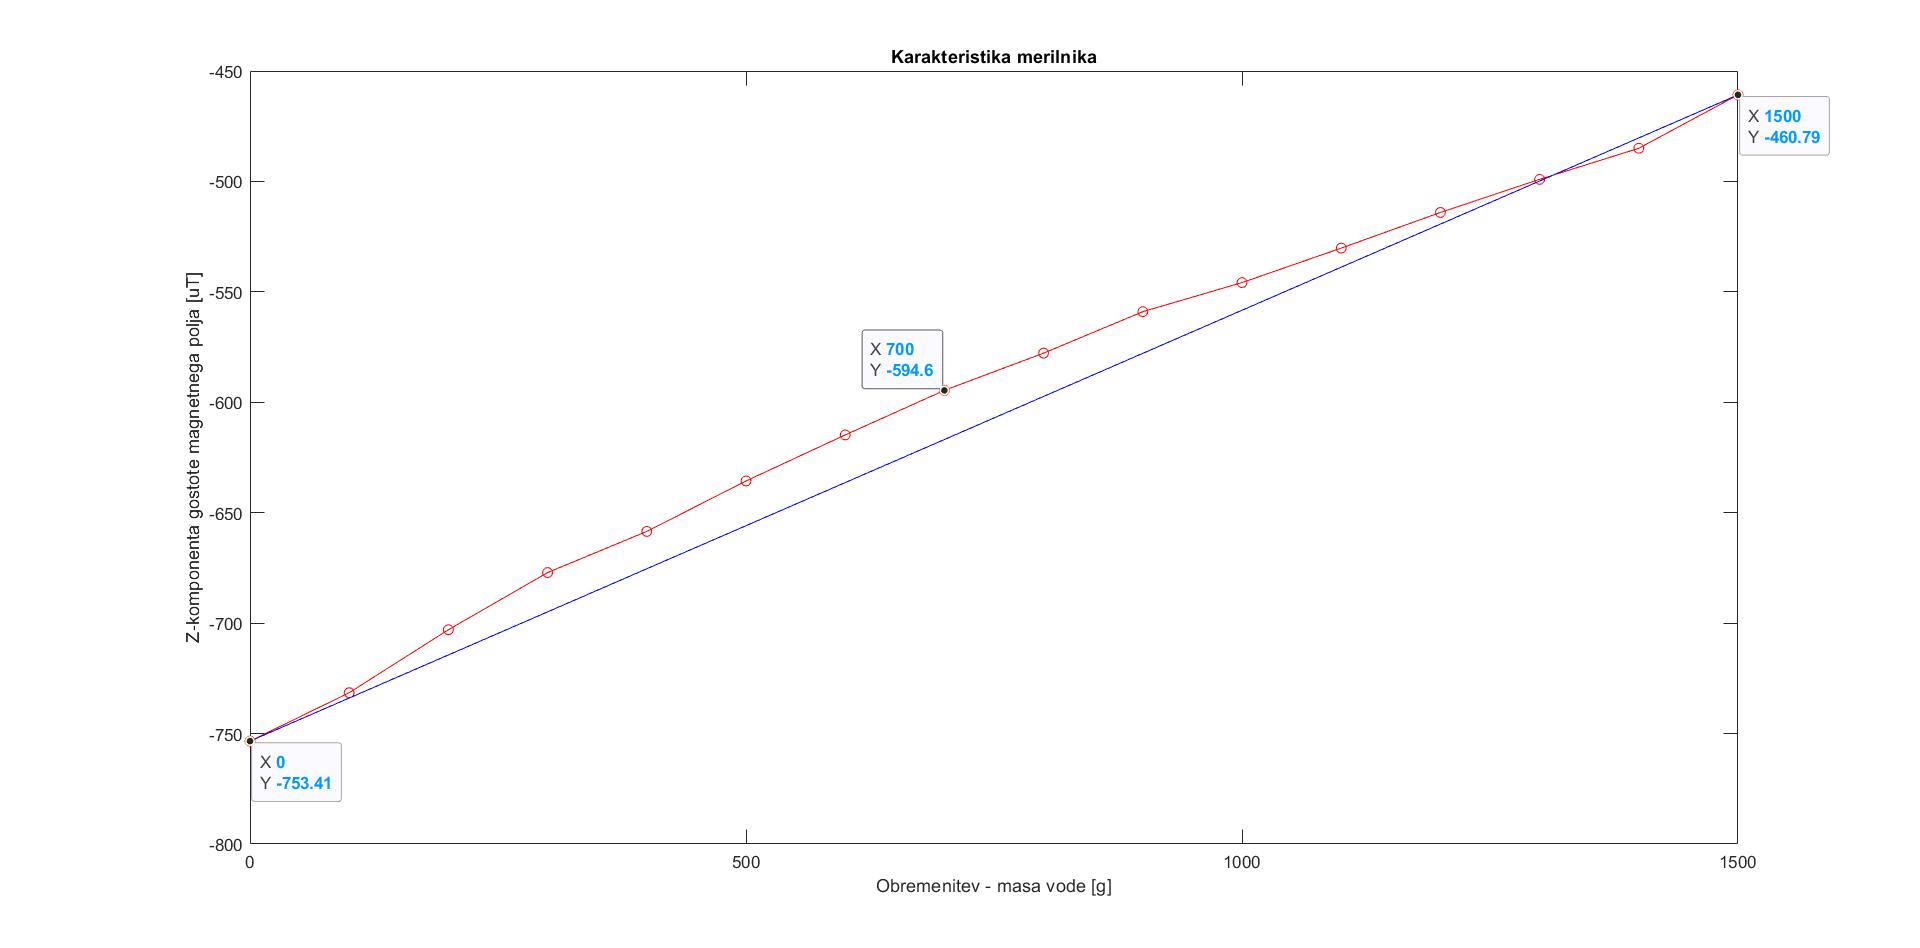 Karakteristika merilnika
-450
-500
-550
-600
-650
-700
-750
-800
Z-komponenta gostote magnetnega polja [uT]
X 1500
Y -460.79
X 700
Y -594.6
X 0
Y -753.41
0
500
1000
1500
Obremenitev - masa vode [g]